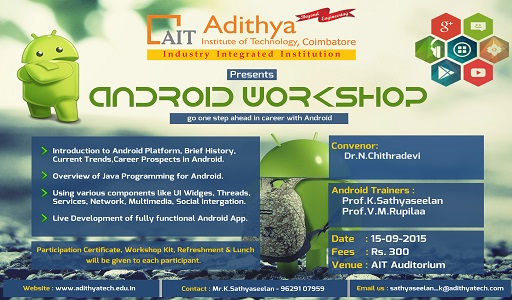 AIT
Adithya
Beyond Engineering
Institute of Technology, Coimbatore
Industry Integrated Institution
Presents
ANDROID WORKSHOP
go one step ahead in career with Android
Introduction to Android Platform, Brief History,
Current Trends,Career Prospects in Android.
Overview of Java Programming for Android.
Using various components like UI Widges, Threads.
Services, Network, Multimedia, Social Intergation.
Live Development of fully functional Android App.
Participation Certificate, Workshop Kit, Refreshment & Lunch
will be given to each participant.
Convenor:
Dr.N.Chithradevi
Android Trainers :
Prof.K.Sathyaseelan
Prof.V.M.Rupilaa
Date : 15-09-2015
Fees : Rs. 300
Venue : AIT Auditorium
Website : www.adithyatech.edu.in
Contact : Mr.K.Sathyaseelan - 9629107959
Email us : sathyaseelan_k@adithyatech.com